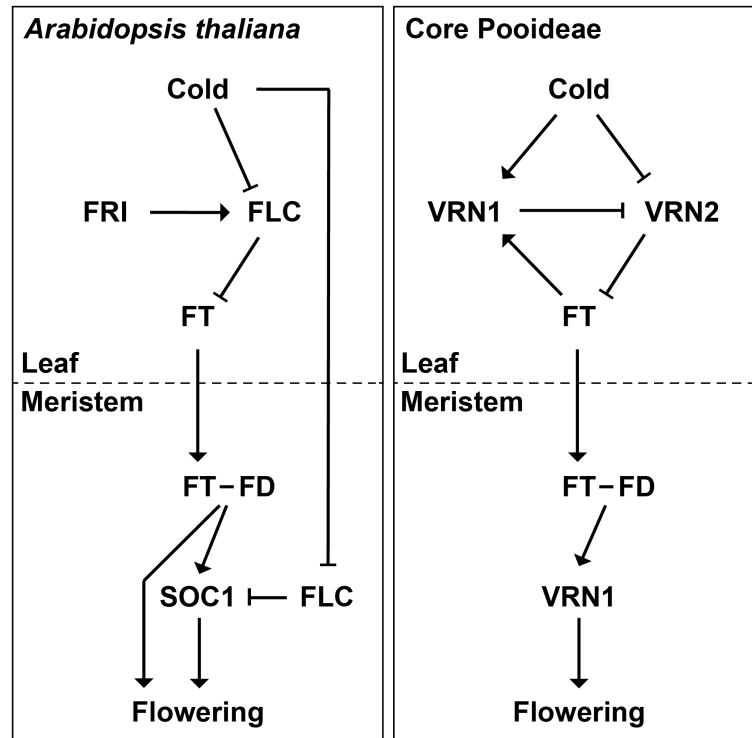 Arabidopsis thaliana
Cold
FRI
FLC
FT
Leaf
Meristem
FT–FD
SOC1
FLC
Flowering
Core Pooideae
Cold
VRN1
VRN2
FT
Leaf
Meristem
FT–FD
VRN1
Flowering